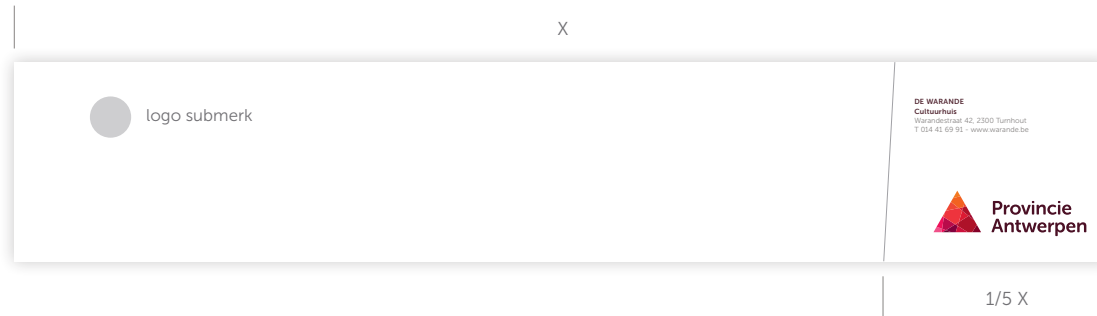 X
logo submerk
DE WARANDE
Cultuurhuis
Warandestraat 42, 2300 Turnhout
T 014 41 69 91 - www.warande.be
Provincie
Antwerpen
1/5 X